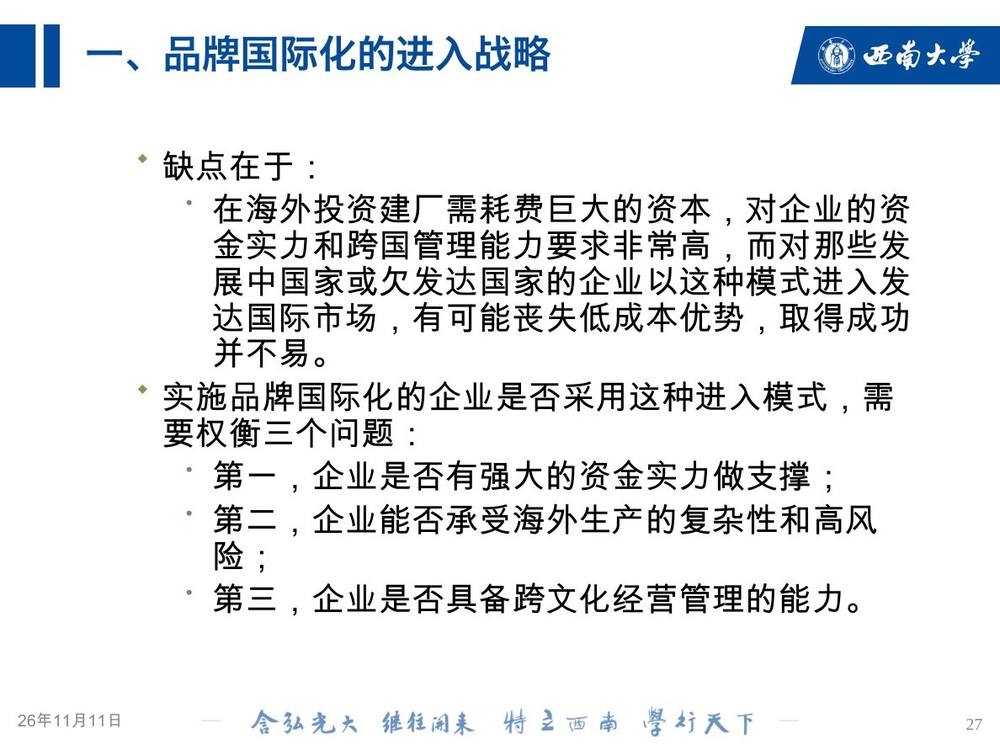 一、品牌国际化的进入战略
西南大学
缺点在于：
在海外投资建厂需耗费巨大的资本，对企业的资
金实力和跨国管理能力要求非常高，而对那些发
展中国家或欠发达国家的企业以这种模式进入发
达国际市场，有可能丧失低成本优势，取得成功
并不易。
实施品牌国际化的企业是否采用这种进入模式，需
要权衡三个问题：
第一，企业是否有强大的资金实力做支撑；
第二，企业能否承受海外生产的复杂性和高风
险；
第三，企业是否具备跨文化经营管理的能力。
26年11月11日
含弘光大 继往开来 特立西南 學行天下
27